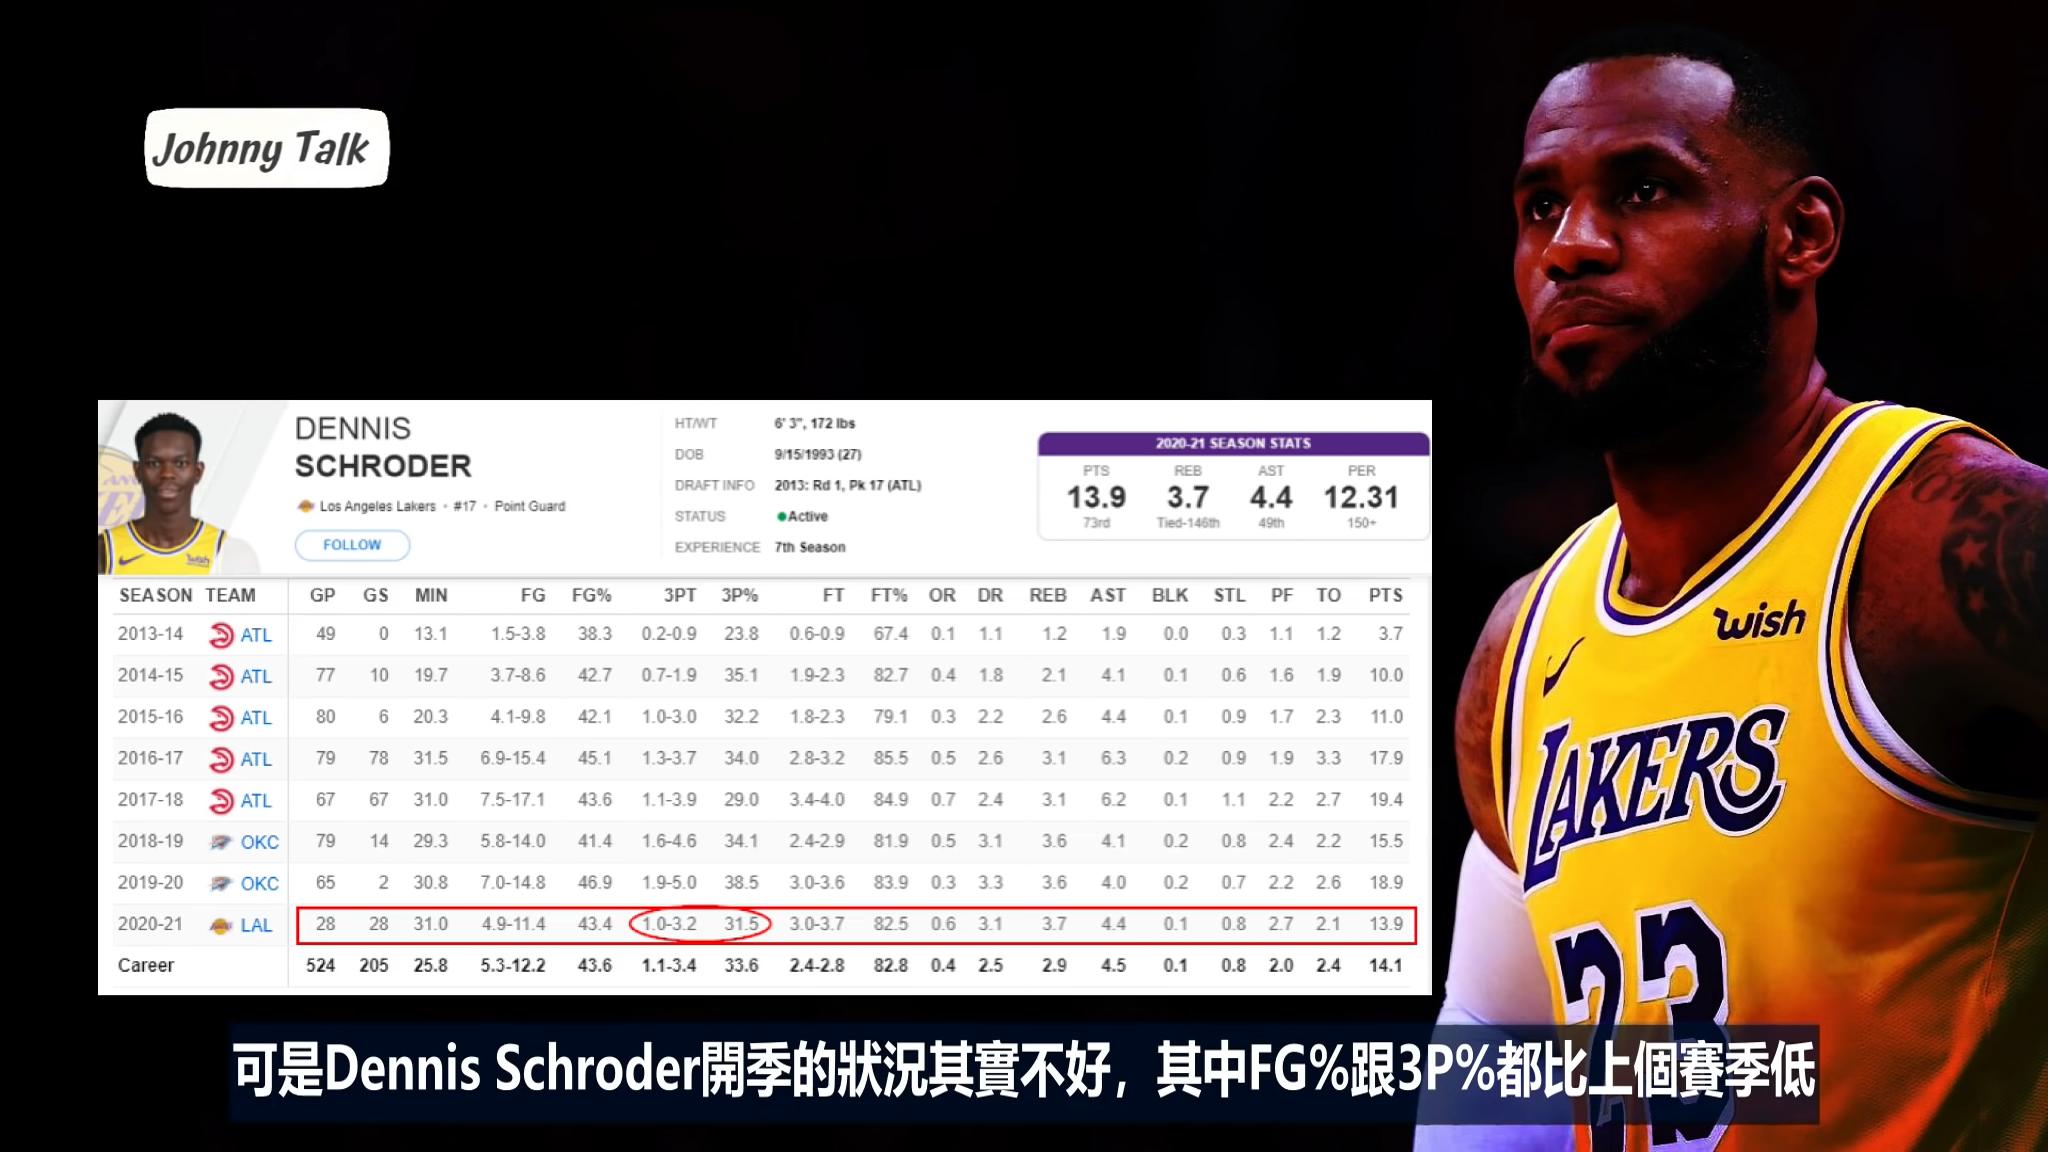 Johnny Talk
DENNIS
SCHRODER
Los Angeles Lakers • #17 • Point Guard
FOLLOW
HT/WT 6' 3", 172 lbs
DOB 9/15/1993 (27)
DRAFT INFO 2013: Rd 1, Pk 17 (ATL)
STATUS Active
EXPERIENCE 7th Season
2020-21 SEASON STATS
PTS REB AST PER
13.9 3.7 4.4 12.31
73rd Tied-146th 49th 150+
wish
SEASON TEAM GP GS MIN FG FG% 3PT 3P% FT FT% OR DR REB AST BLK STL PF TO PTS
2013-14 ATL 49 0 13.1 1.5-3.8 38.3 0.2-0.9 23.8 0.6-0.9 67.4 0.1 1.1 1.2 1.9 0.0 0.3 1.1 1.2 3.7
2014-15 ATL 77 10 19.7 3.7-8.6 42.7 0.7-1.9 35.1 1.9-2.3 82.7 0.4 1.8 2.1 4.1 0.1 0.6 1.6 1.9 10.0
2015-16 ATL 80 6 20.3 4.1-9.8 42.1 1.0-3.0 32.2 1.8-2.3 79.1 0.3 2.2 2.6 4.4 0.1 0.9 1.7 2.3 11.0
2016-17 ATL 79 78 31.5 6.9-15.4 45.1 1.3-3.7 34.0 2.8-3.2 85.5 0.5 2.6 3.1 6.3 0.2 0.9 1.9 3.3 17.9
2017-18 ATL 67 67 31.0 7.5-17.1 43.6 1.1-3.9 29.0 3.4-4.0 84.9 0.7 2.4 3.1 6.2 0.1 1.1 2.2 2.7 19.4
2018-19 OKC 79 14 29.3 5.8-14.0 41.4 1.6-4.6 34.1 2.4-2.9 81.9 0.5 3.1 3.6 4.1 0.2 0.8 2.4 2.2 15.5
2019-20 OKC 65 2 30.8 7.0-14.8 46.9 1.9-5.0 38.5 3.0-3.6 83.9 0.3 3.3 3.6 4.0 0.2 0.7 2.2 2.6 18.9
2020-21 LAL 28 28 31.0 4.9-11.4 43.4 1.0-3.2 31.5 3.0-3.7 82.5 0.6 3.1 3.7 4.4 0.1 0.8 2.7 2.1 13.9
Career 524 205 25.8 5.3-12.2 43.6 1.1-3.4 33.6 2.4-2.8 82.8 0.4 2.5 2.9 4.5 0.1 0.8 2.0 2.4 14.1
wish
LAKERS
23
可是Dennis Schroder開季的狀況其實不好，其中FG%跟3P%都比上個賽季低